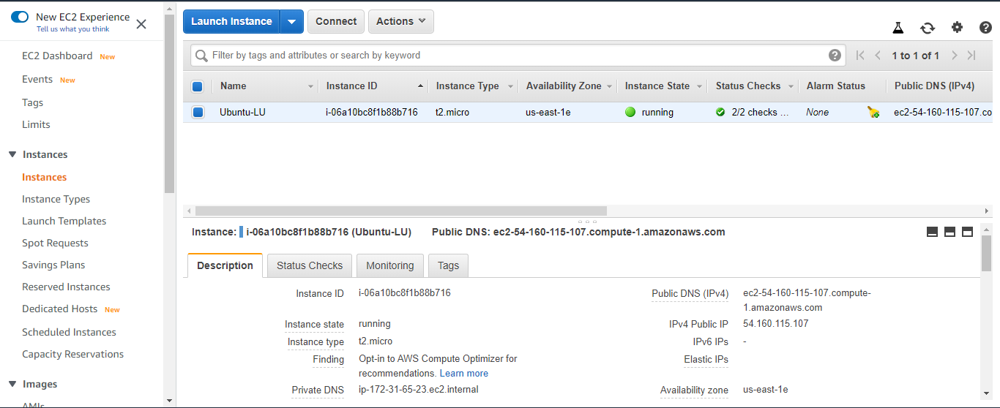 New EC2 Experience
Tell us what you think
EC2 Dashboard New
Events New
Tags
Limits
Instances
Instances
Instance Types
Launch Templates
Spot Requests
Savings Plans
Reserved Instances
Dedicated Hosts New
Scheduled Instances
Capacity Reservations
Images
AMIs
Launch Instance Connect Actions
Filter by tags and attributes or search by keyword 1 to 1 of 1
Name Instance ID Instance Type Availability Zone Instance State Status Checks Alarm Status Public DNS (IPv4)
Ubuntu-LU i-06a10bc8f1b88b716 t2.micro us-east-1e running 2/2 checks ... None ec2-54-160-115-107.co
Instance: i-06a10bc8f1b88b716 (Ubuntu-LU) Public DNS: ec2-54-160-115-107.compute-1.amazonaws.com
Description Status Checks Monitoring Tags
Instance ID i-06a10bc8f1b88b716 Public DNS (IPv4) ec2-54-160-115-107.compute-
1.amazonaws.com
Instance state running IPv4 Public IP 54.160.115.107
Instance type t2.micro IPv6 IPs -
Finding Opt-in to AWS Compute Optimizer for Elastic IPs
recommendations. Learn more
Private DNS ip-172-31-65-23.ec2.internal Availability zone us-east-1e